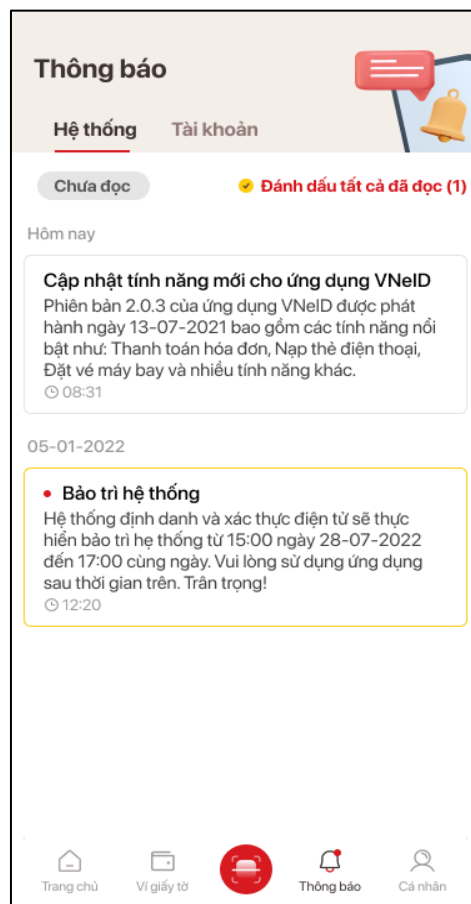 Thông báo
Hệ thống Tài khoản
Chưa đọc Đánh dấu tất cả đã đọc (1)
Hôm nay
Cập nhật tính năng mới cho ứng dụng VNeID
Phiên bản 2.0.3 của ứng dụng VNeID được phát
hành ngày 13-07-2021 bao gồm các tính năng nổi
bật như: Thanh toán hóa đơn, Nạp thẻ điện thoại,
Đặt vé máy bay và nhiều tính năng khác.
08:31
05-01-2022
Bảo trì hệ thống
Hệ thống định danh và xác thực điện tử sẽ thực
hiển bảo trì hẹ thống từ 15:00 ngày 28-07-2022
đến 17:00 cùng ngày. Vui lòng sử dụng ứng dụng
sau thời gian trên. Trân trọng!
12:20
Trang chủ Ví giấy tờ Thông báo Cá nhân